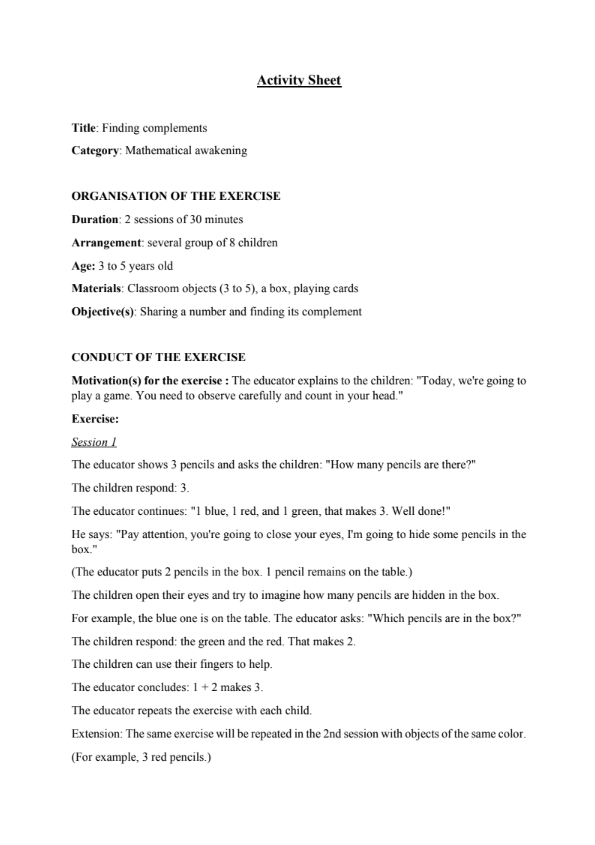 Activity Sheet
Title: Finding complements
Category: Mathematical awakening
ORGANISATION OF THE EXERCISE
Duration: 2 sessions of 30 minutes
Arrangement: several group of 8 children
Age: 3 to 5 years old
Materials: Classroom objects (3 to 5), a box, playing cards
Objective(s): Sharing a number and finding its complement
CONDUCT OF THE EXERCISE
Motivation(s) for the exercise : The educator explains to the children: "Today, we're going to
play a game. You need to observe carefully and count in your head."
Exercise:
Session 1
The educator shows 3 pencils and asks the children: "How many pencils are there?"
The children respond: 3.
The educator continues: "1 blue, 1 red, and 1 green, that makes 3. Well done!"
He says: "Pay attention, you're going to close your eyes, I'm going to hide some pencils in the
box."
(The educator puts 2 pencils in the box. 1 pencil remains on the table.)
The children open their eyes and try to imagine how many pencils are hidden in the box.
For example, the blue one is on the table. The educator asks: "Which pencils are in the box?"
The children respond: the green and the red. That makes 2.
The children can use their fingers to help.
The educator concludes: 1 + 2 makes 3.
The educator repeats the exercise with each child.
Extension: The same exercise will be repeated in the 2nd session with objects of the same color.
(For example, 3 red pencils.)